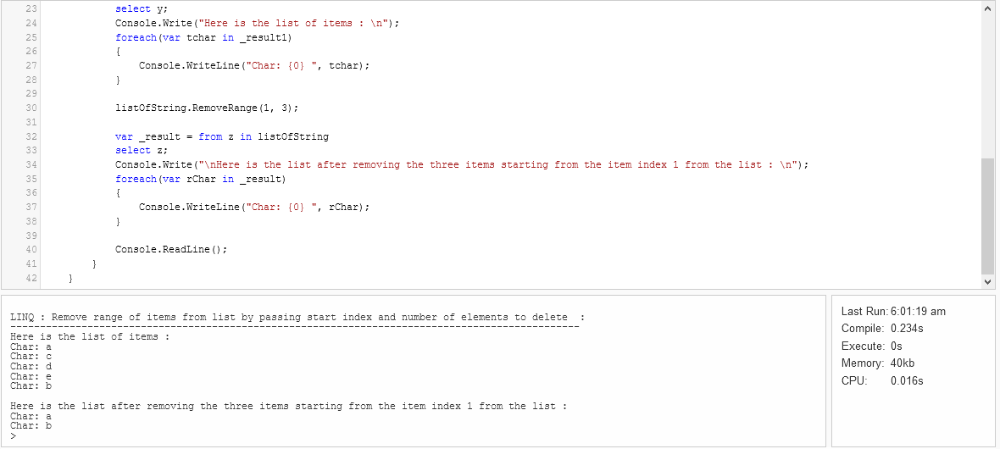 23 select y;
24 Console.Write("Here is the list of items : \n");
25 foreach(var tchar in _result1)
26 {
27 Console.WriteLine("Char: {0} ", tchar);
28 }
29
30 listOfString.RemoveRange(1, 3);
31
32 var _result = from z in listOfString
33 select z;
34 Console.Write("\nHere is the list after removing the three items starting from the item index 1 from the list : \n");
35 foreach(var rChar in _result)
36 {
37 Console.WriteLine("Char: {0} ", rChar);
38 }
39
40 Console.ReadLine();
41 }
42 }
LINQ : Remove range of items from list by passing start index and number of elements to delete  :
------------------------------------------------------------------------------------------------
Here is the list of items :
Char: a
Char: c
Char: d
Char: e
Char: b
Here is the list after removing the three items starting from the item index 1 from the list :
Char: a
Char: b
>
Last Run: 6:01:19 am
Compile: 0.234s
Execute: 0s
Memory: 40kb
CPU: 0.016s